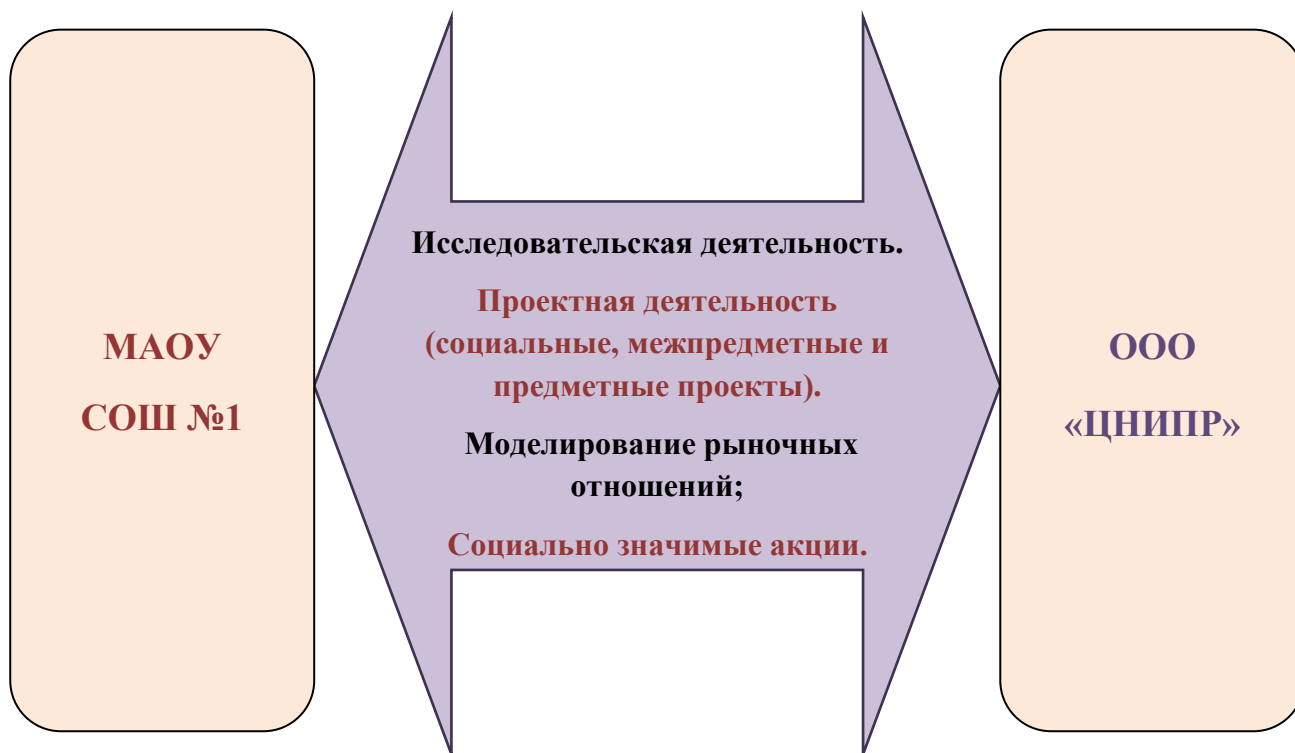 МАОУ
СОШ №1
Исследовательская деятельность.
Проектная деятельность
(социальные, межпредметные и
предметные проекты).
Моделирование рыночных
отношений;
Социально значимые акции.
ООО
«ЦНИПР»